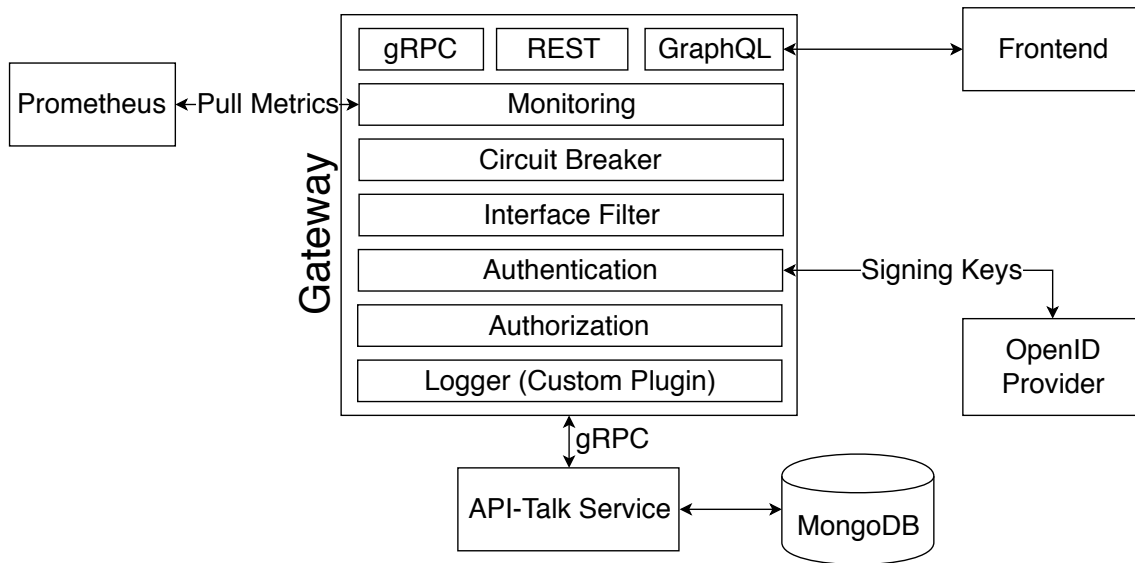 gRPC
REST
GraphQL
Frontend
Prometheus
Pull Metrics
Monitoring
Circuit Breaker
Gateway
Interface Filter
Authentication
Signing Keys
Authorization
OpenID
Provider
Logger (Custom Plugin)
gRPC
API-Talk Service
MongoDB